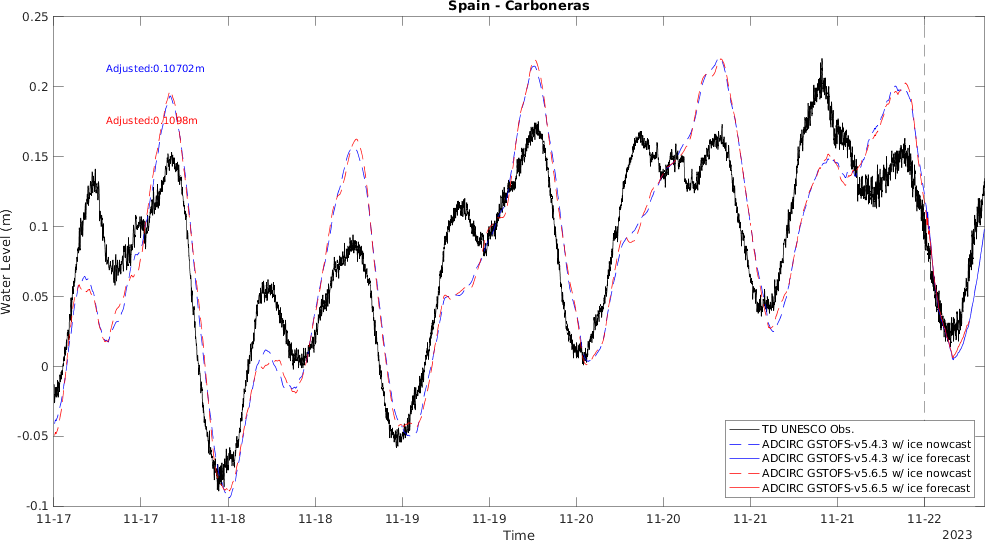 Spain - Carboneras
0.25
0.2
0.15
0.1
0.05
0
-0.05
-0.1
Water Level (m)
Adjusted:0.10702m
Adjusted:0.1098m
TD UNESCO Obs.
ADCIRC GSTOFS-v5.4.3 w/ ice nowcast
ADCIRC GSTOFS-v5.4.3 w/ ice forecast
ADCIRC GSTOFS-v5.6.5 w/ ice nowcast
ADCIRC GSTOFS-v5.6.5 w/ ice forecast
11-17 11-17 11-18 11-18 11-19 11-19 11-20 11-20 11-21 11-21 11-22
Time
2023